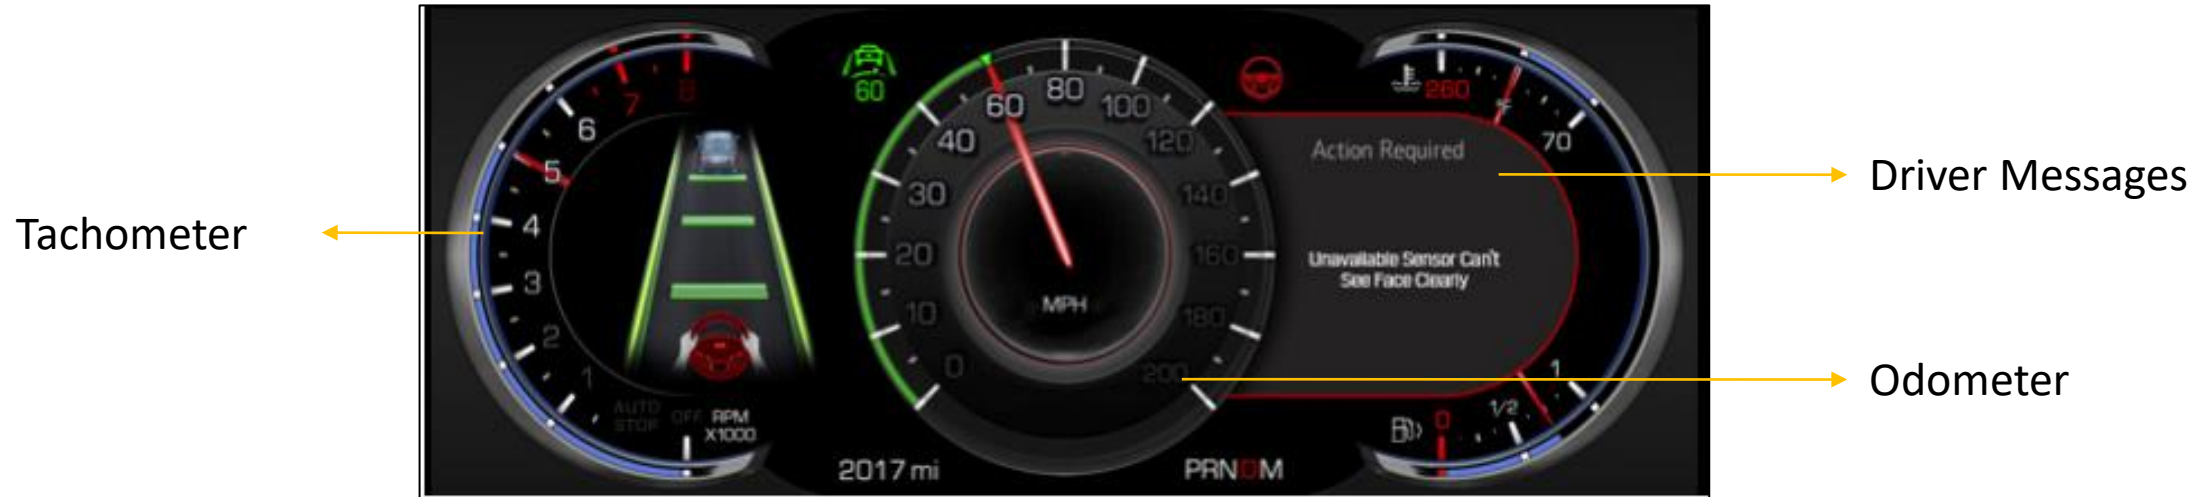 Tachometer
8
7
6
5
4
3
2
1
AUTO
STOP
OFF
RPM
X1000
60
0
10
20
30
40
60
80
100
120
140
160
180
200
MPH
2017 mi
PRNDM
260
70
Action Required
Unavailable Sensor Can't
See Face Clearly
1
1/2
0
Driver Messages
Odometer